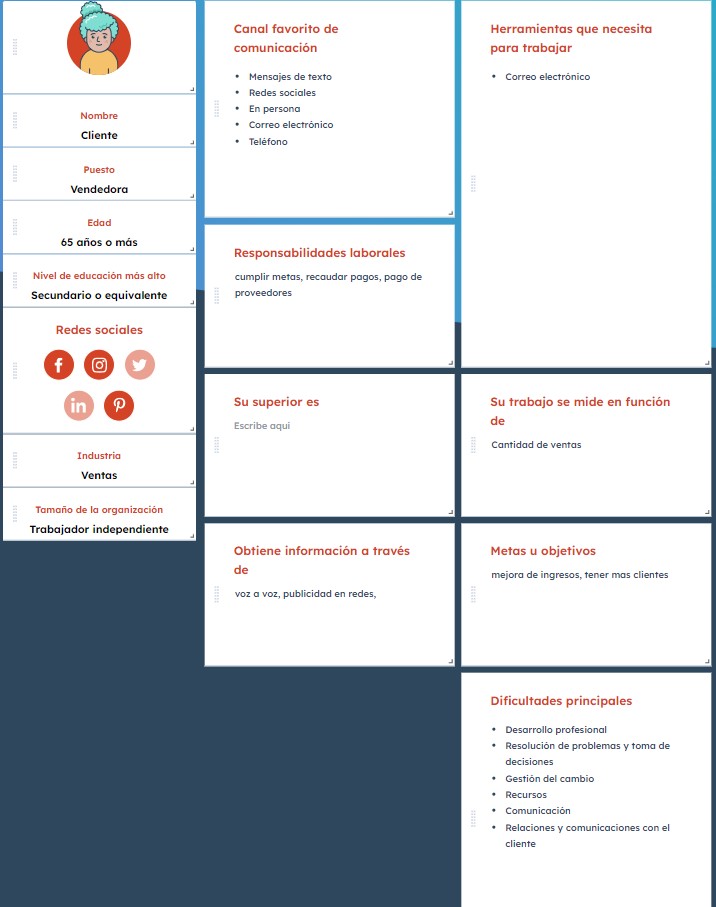 Nombre
Cliente
Puesto
Vendedora
Edad
65 años o más
Nivel de educación más alto
Secundario o equivalente
Redes sociales
Industria
Ventas
Tamaño de la organización
Trabajador independiente
Canal favorito de
comunicación
• Mensajes de texto
• Redes sociales
• En persona
• Correo electrónico
• Teléfono
Herramientas que necesita
para trabajar
• Correo electrónico
Responsabilidades laborales
cumplir metas, recaudar pagos, pago de
proveedores
Su superior es
Escribe aquí
Su trabajo se mide en función
de
Cantidad de ventas
Obtiene información a través
de
voz a voz, publicidad en redes,
Metas u objetivos
mejora de ingresos, tener mas clientes
Dificultades principales
• Desarrollo profesional
• Resolución de problemas y toma de
decisiones
• Gestión del cambio
• Recursos
• Comunicación
• Relaciones y comunicaciones con el
cliente